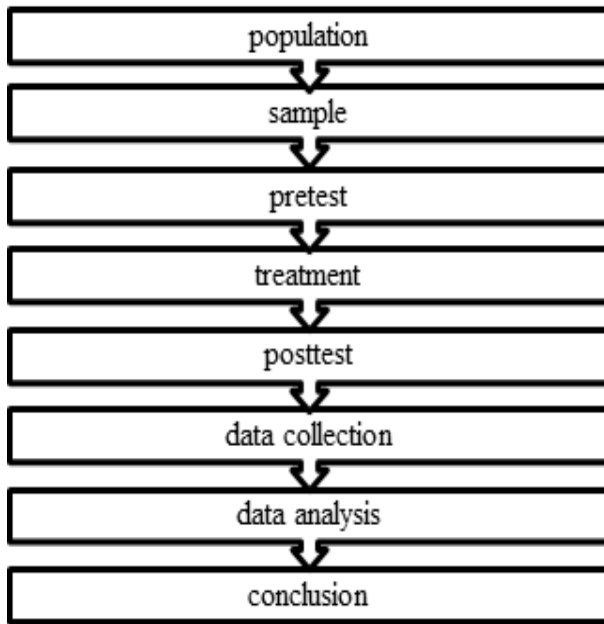 population
sample
pretest
treatment
posttest
data collection
data analysis
conclusion